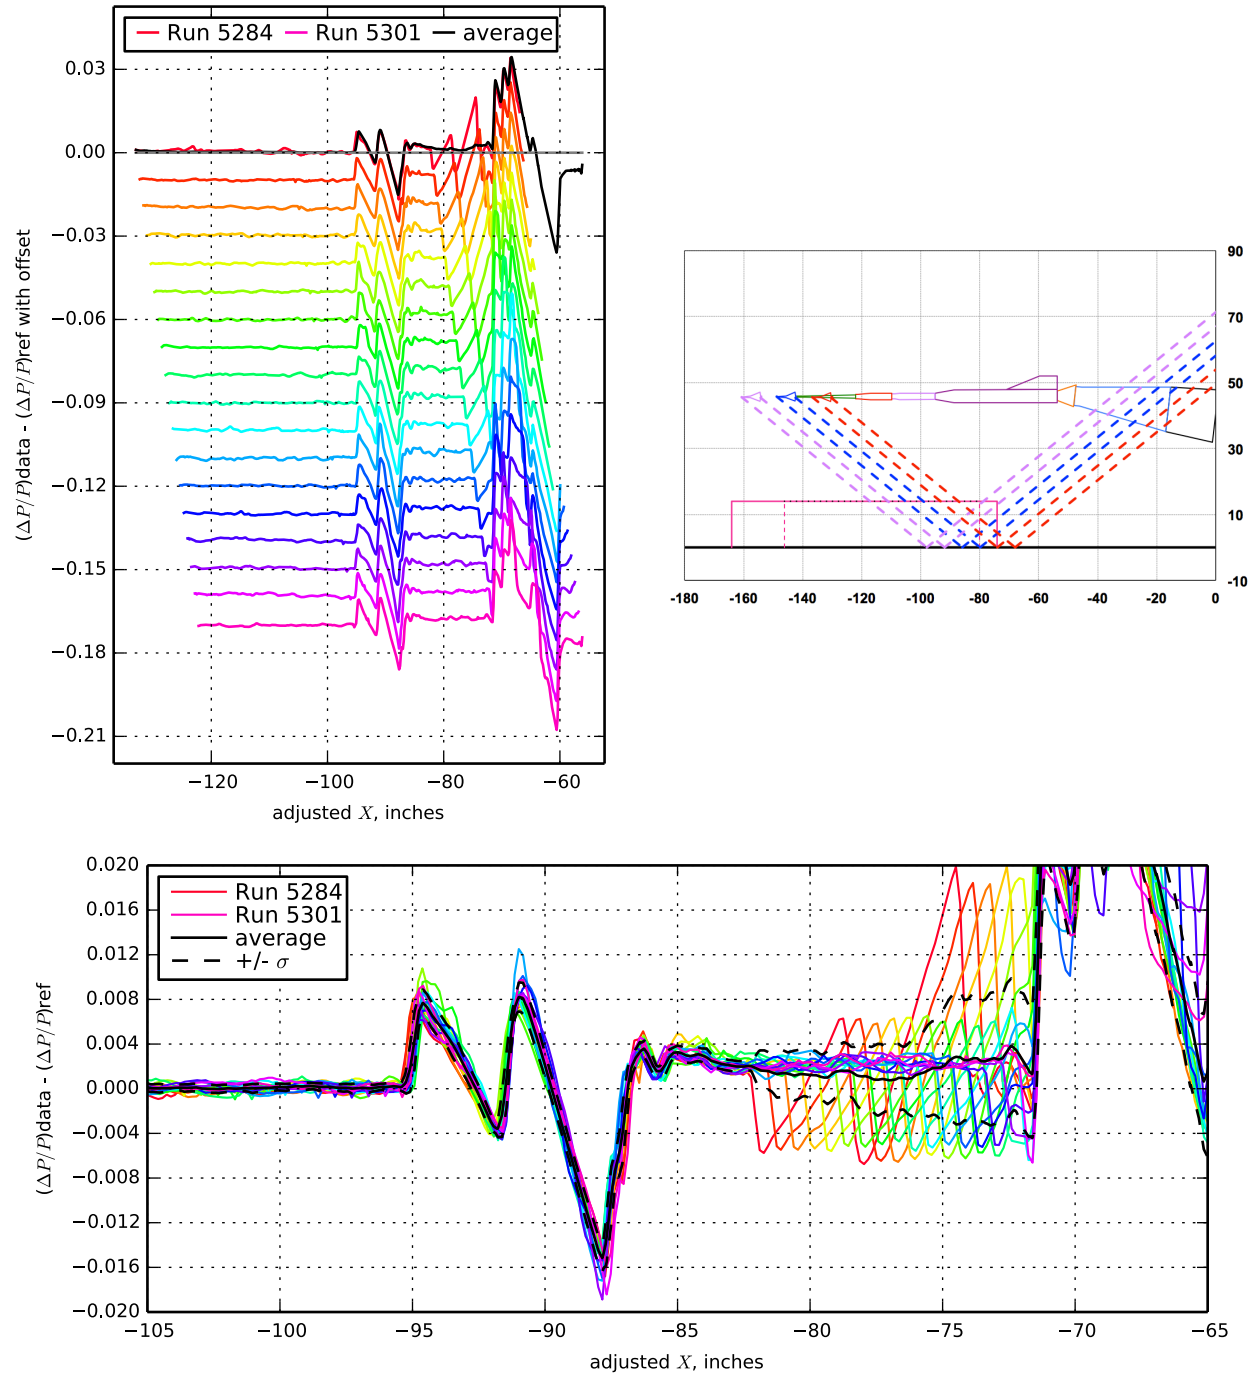 Run 5284 Run 5301 average
0.03
0.00
−0.03
−0.06
−0.09
−0.12
−0.15
−0.18
−0.21
(ΔP/P)data - (ΔP/P)ref with offset
−120 −100 −80 −60
adjusted X, inches
90
70
50
30
10
-10
-180 -160 -140 -120 -100 -80 -60 -40 -20 0
0.020
0.016
0.012
0.008
0.004
0.000
−0.004
−0.008
−0.012
−0.016
−0.020
(ΔP/P)data - (ΔP/P)ref
Run 5284
Run 5301
average
+/- σ
−105 −100 −95 −90 −85 −80 −75 −70 −65
adjusted X, inches